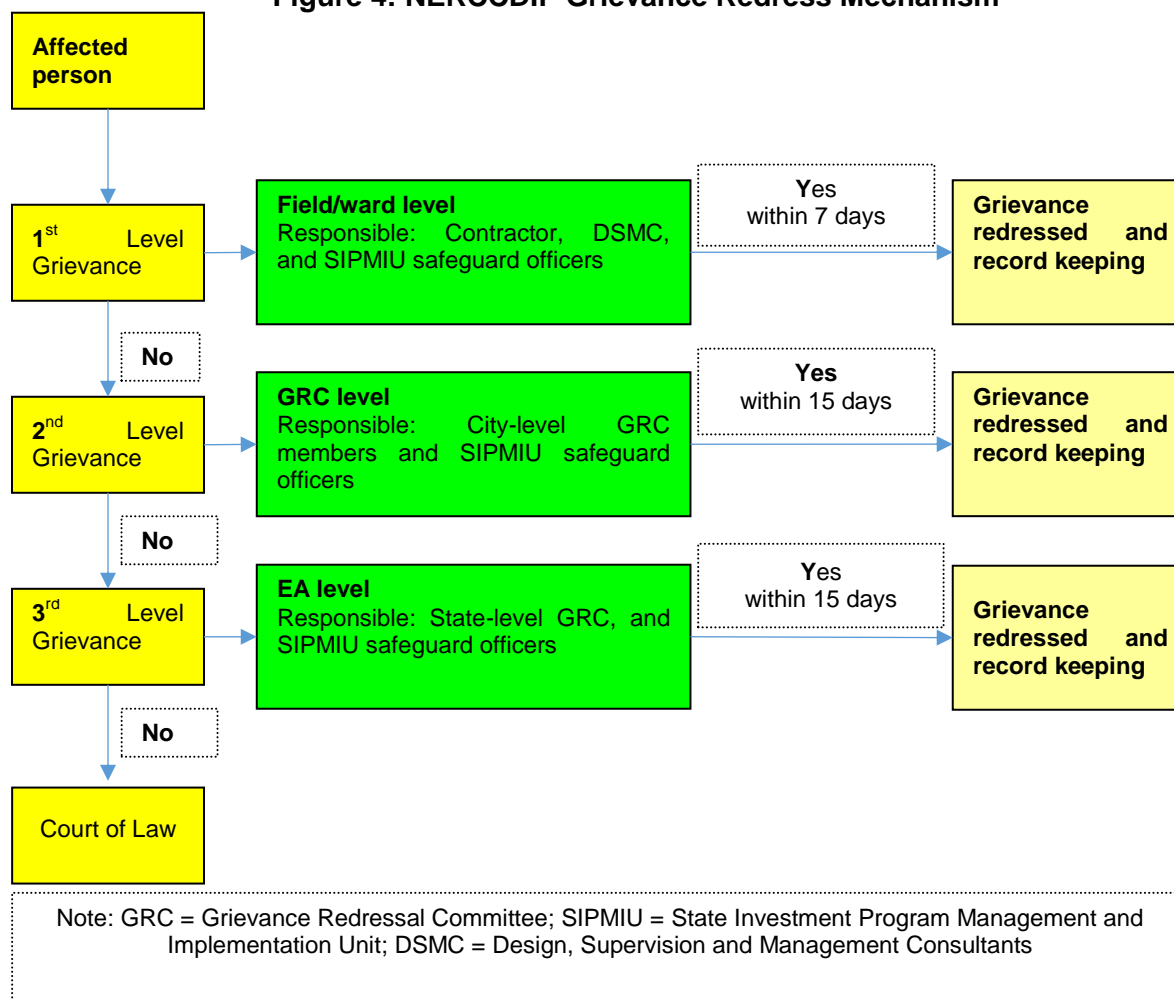 Figure 4: NERCCDIP Grievance Redress Mechanism
Affected
person
1st Level
Grievance
Field/ward level
Responsible: Contractor, DSMC,
and SIPMIU safeguard officers
Yes
within 7 days
Grievance
redressed and
record keeping
No
2nd Level
Grievance
GRC level
Responsible: City-level GRC
members and SIPMIU safeguard
officers
Yes
within 15 days
Grievance
redressed and
record keeping
No
3rd Level
Grievance
EA level
Responsible: State-level GRC, and
SIPMIU safeguard officers
Yes
within 15 days
Grievance
redressed and
record keeping
No
Court of Law
Note: GRC = Grievance Redressal Committee; SIPMIU = State Investment Program Management and
Implementation Unit; DSMC = Design, Supervision and Management Consultants